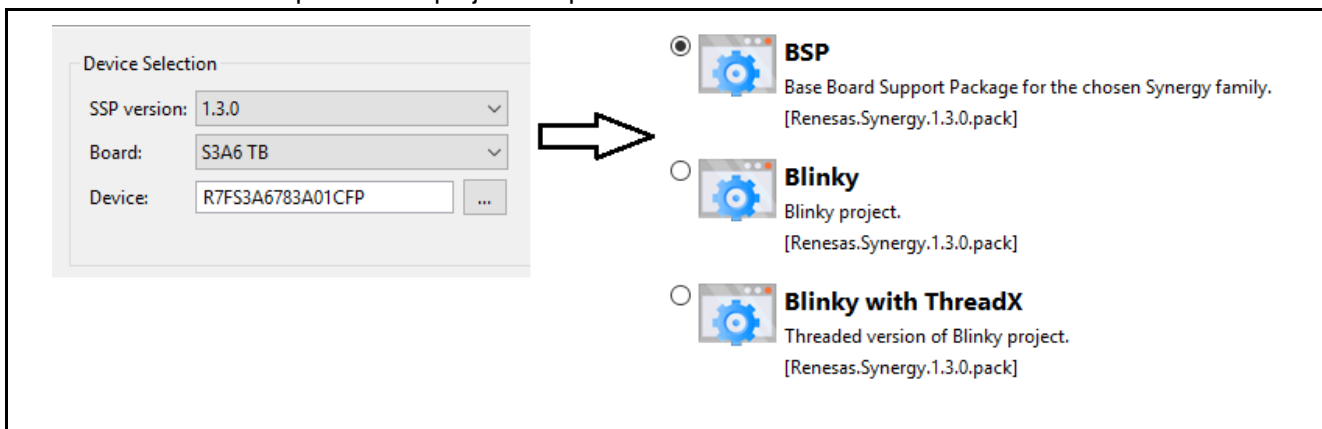 Device Selection
SSP version: 1.3.0
Board: S3A6 TB
Device: R7FS3A6783A01CFP ...
BSP
Base Board Support Package for the chosen Synergy family.
[Renesas.Synergy.1.3.0.pack]
Blinky
Blinky project.
[Renesas.Synergy.1.3.0.pack]
Blinky with ThreadX
Threaded version of Blinky project.
[Renesas.Synergy.1.3.0.pack]